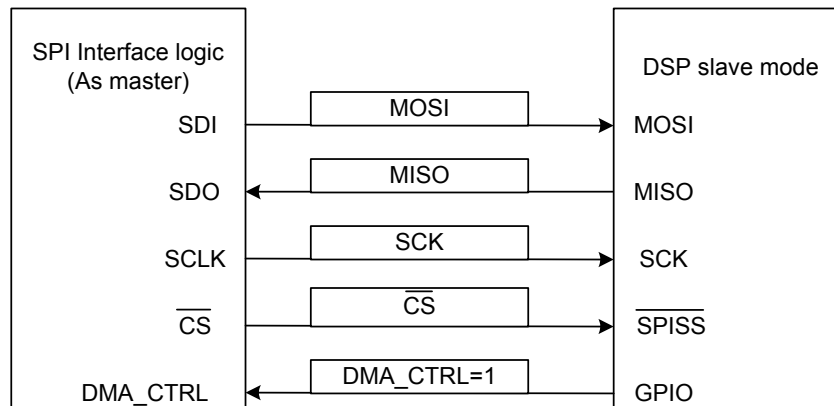 SPI Interface logic
(As master)
DSP slave mode
SDI
MOSI
MOSI
SDO
MISO
MISO
SCLK
SCK
SCK
CS
CS
SPISS
DMA_CTRL
DMA_CTRL=1
GPIO